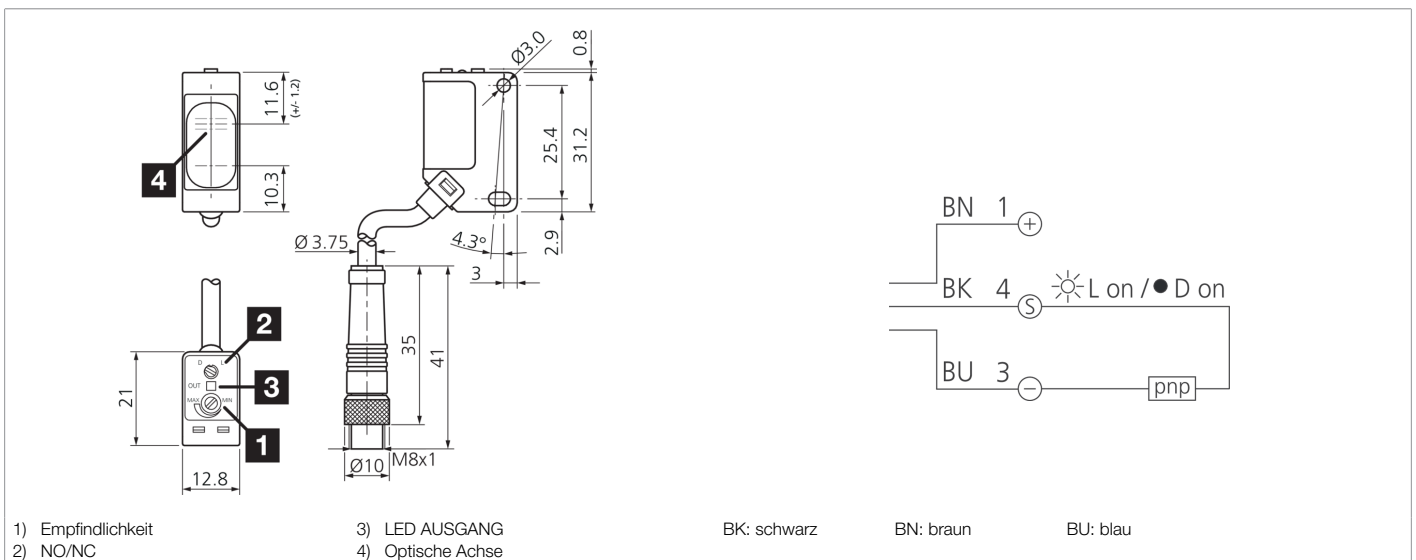 Ø3.0
0.8
11.6
(+/- 1.2)
25.4
31.2
4
10.3
Ø 3.75
4.3°
2.9
3
BN 1 +
BK 4 S L on / D on
BU 3 −
pnp
2
D L
OUT
3
MAX MIN
1
21
12.8
35
41
Ø10
M8x1
1) Empfindlichkeit
2) NO/NC
3) LED AUSGANG
4) Optische Achse
BK: schwarz
BN: braun
BU: blau